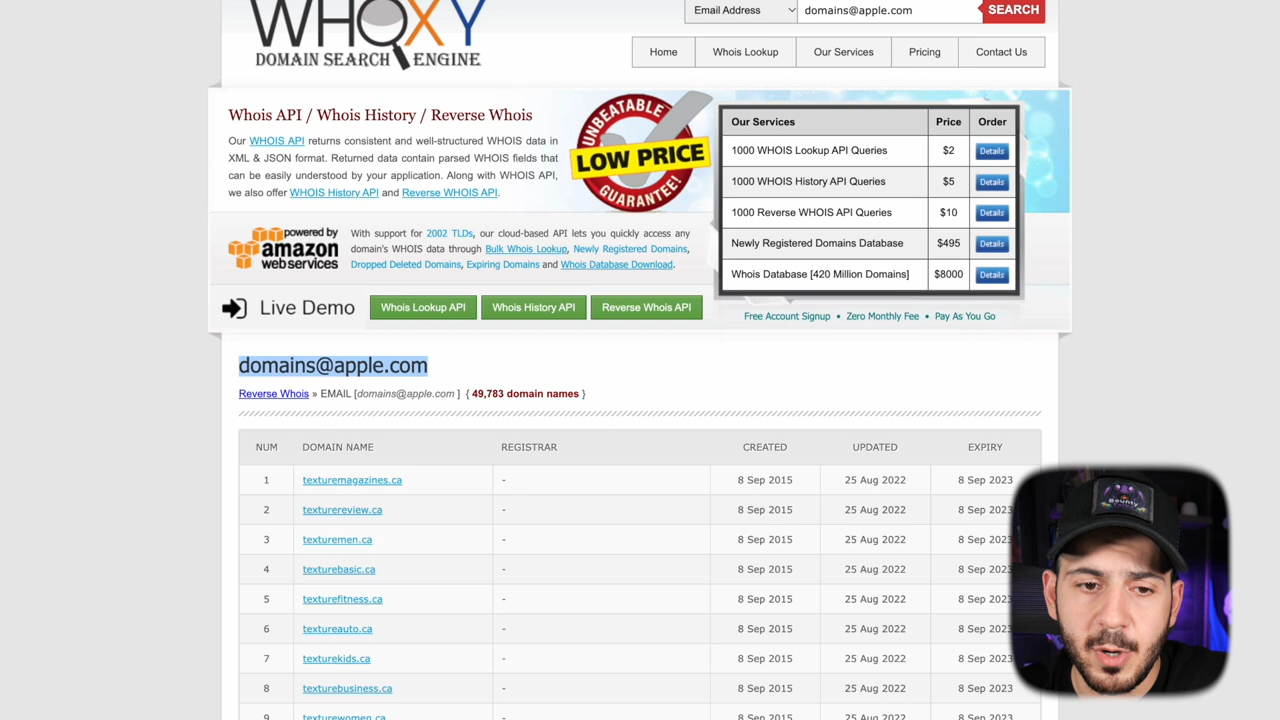 WHOXY
DOMAIN SEARCH ENGINE
Email Address
domains@apple.com
SEARCH
Home
Whois Lookup
Our Services
Pricing
Contact Us
Whois API / Whois History / Reverse Whois
Our WHOIS API returns consistent and well-structured WHOIS data in
XML & JSON format. Returned data contain parsed WHOIS fields that
can be easily understood by your application. Along with WHOIS API,
we also offer WHOIS History API and Reverse WHOIS API.
UNBEATABLE
LOW PRICE
GUARANTEE!
Our Services Price Order
1000 WHOIS Lookup API Queries $2 Details
1000 WHOIS History API Queries $5 Details
1000 Reverse WHOIS API Queries $10 Details
Newly Registered Domains Database $495 Details
Whois Database [420 Million Domains] $8000 Details
powered by
amazon
web services
With support for 2002 TLDs, our cloud-based API lets you quickly access any
domain's WHOIS data through Bulk Whois Lookup, Newly Registered Domains,
Dropped Deleted Domains, Expiring Domains and Whois Database Download.
Live Demo
Whois Lookup API
Whois History API
Reverse Whois API
Free Account Signup • Zero Monthly Fee • Pay As You Go
domains@apple.com
Reverse Whois » EMAIL [domains@apple.com ] { 49,783 domain names }
NUM DOMAIN NAME REGISTRAR CREATED UPDATED EXPIRY
1 texturemagazines.ca - 8 Sep 2015 25 Aug 2022 8 Sep 2023
2 texturereview.ca - 8 Sep 2015 25 Aug 2022 8 Sep 2023
3 texturemen.ca - 8 Sep 2015 25 Aug 2022 8 Sep 2023
4 texturebasic.ca - 8 Sep 2015 25 Aug 2022 8 Sep 2023
5 texturefitness.ca - 8 Sep 2015 25 Aug 2022 8 Sep 2023
6 textureauto.ca - 8 Sep 2015 25 Aug 2022 8 Sep 2023
7 texturekids.ca - 8 Sep 2015 25 Aug 2022 8 Sep 2023
8 texturebusiness.ca - 8 Sep 2015 25 Aug 2022 8 Sep 2023
9 texturewomen.ca - 8 Sep 2015 25 Aug 2022
Bounty